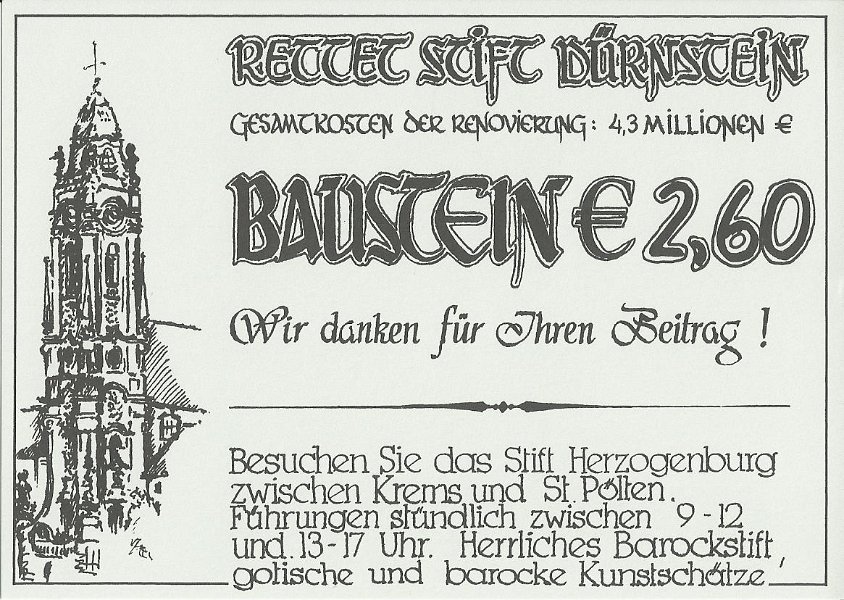 RETTET STIFT DÜRNSTEIN
GESAMTKOSTEN DER RENOVIERUNG: 4,3 MILLIONEN €
BAUSTEIN € 2,60
Wir danken für Ihren Beitrag !
Besuchen Sie das Stift Herzogenburg
zwischen Krems und St. Pölten.
Führungen stündlich zwischen 9-12
und 13-17 Uhr. Herrliches Barockstift,
gotische und barocke Kunstschätze